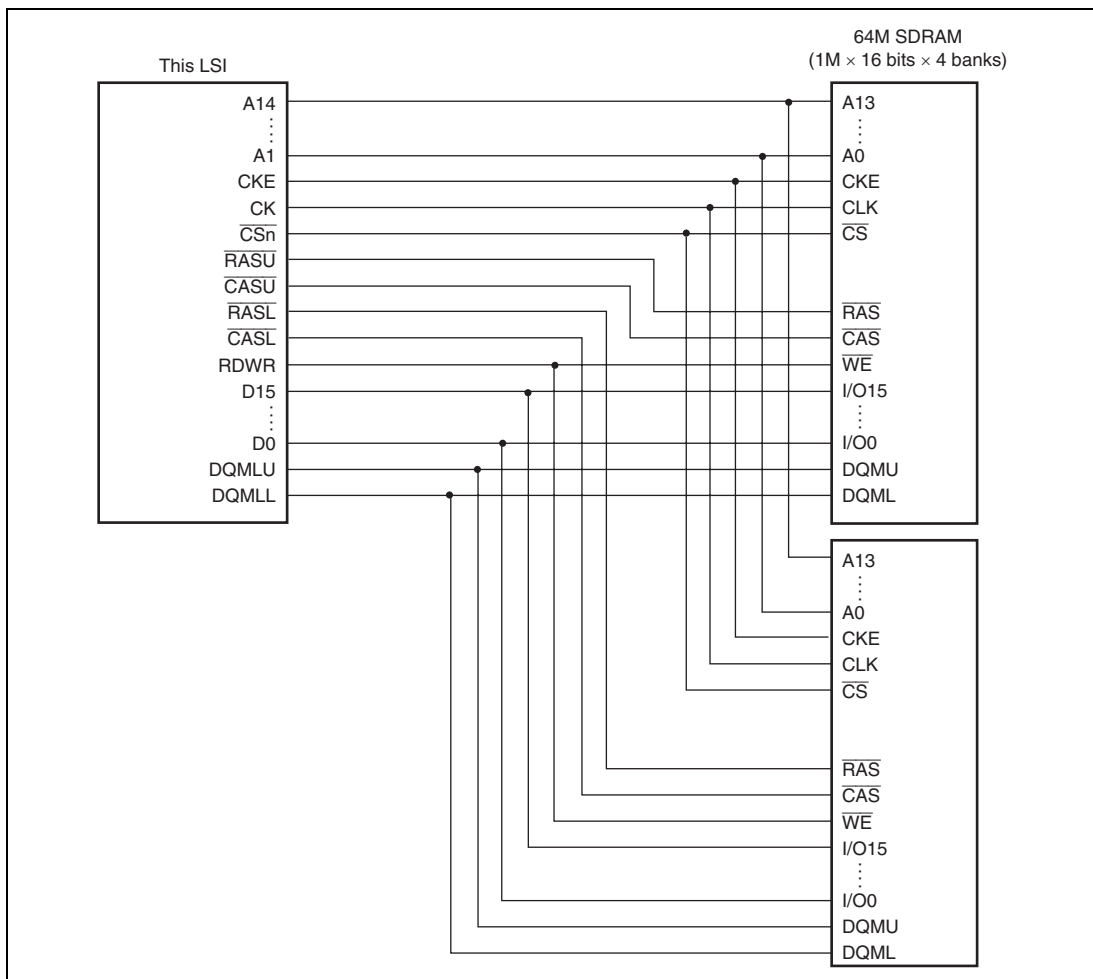 64M SDRAM
(1M × 16 bits × 4 banks)
This LSI
A14
A1
CKE
CK
CSn
RASU
CASU
RASL
CASL
RDWR
D15
D0
DQMLU
DQMLL
A13
A0
CKE
CLK
CS
RAS
CAS
WE
I/O15
I/O0
DQMU
DQML
A13
A0
CKE
CLK
CS
RAS
CAS
WE
I/O15
I/O0
DQMU
DQML